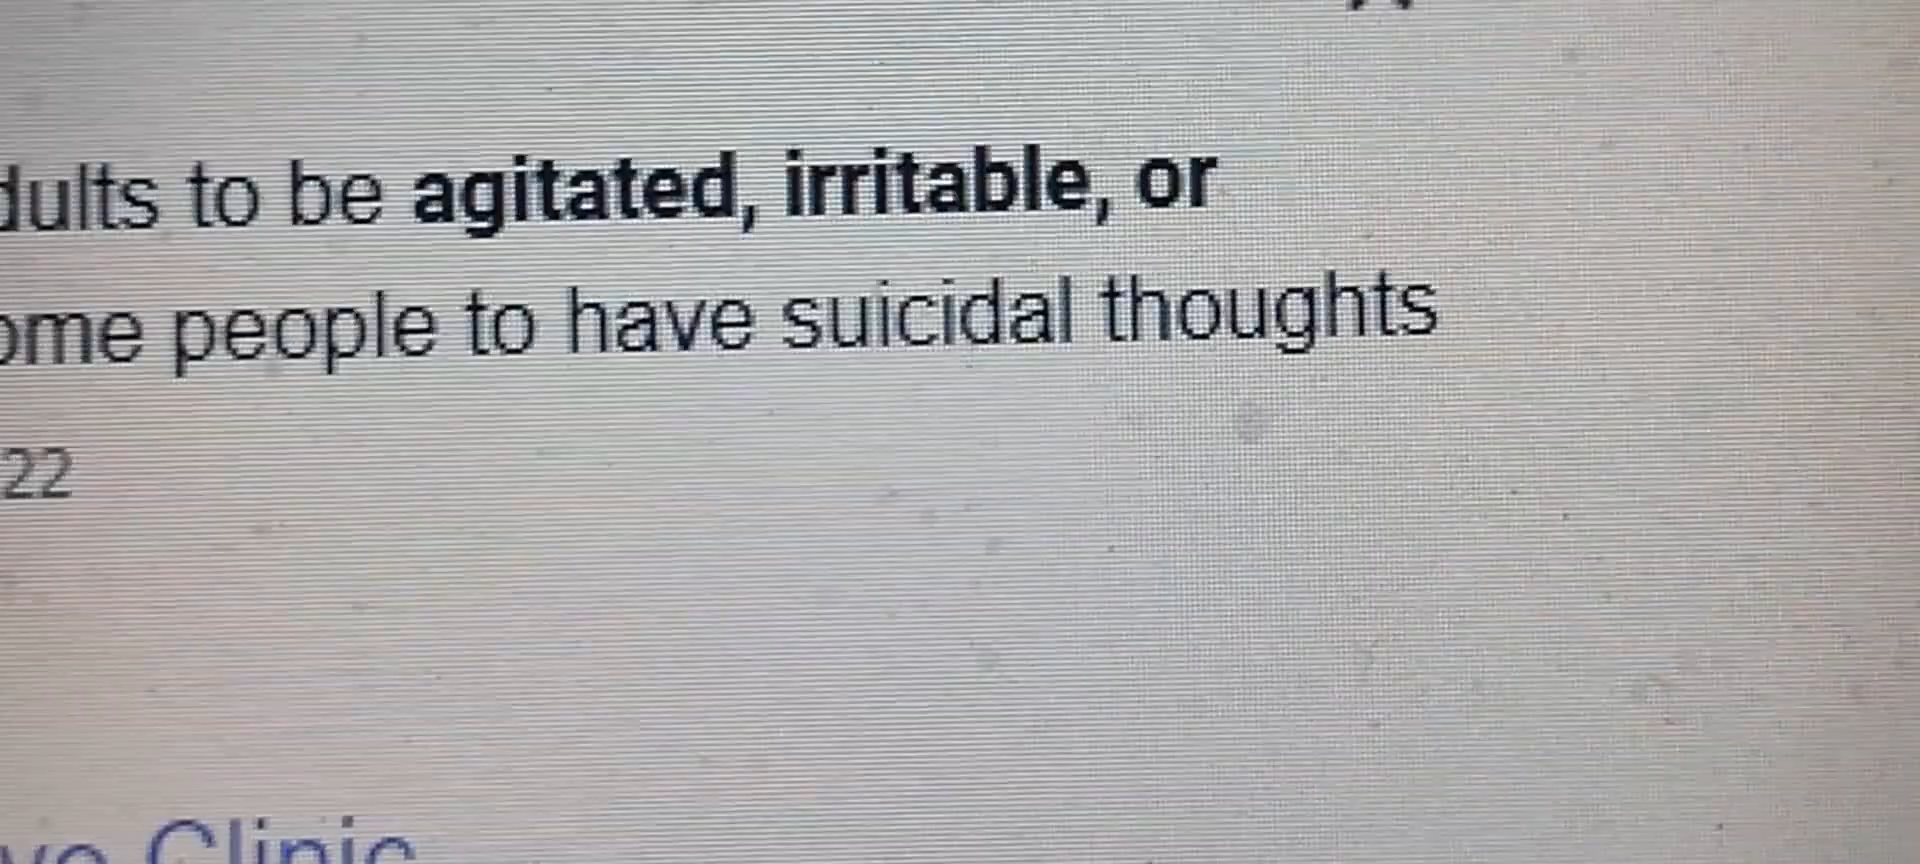 dults to be agitated, irritable, or
ome people to have suicidal thoughts
22
Clinic